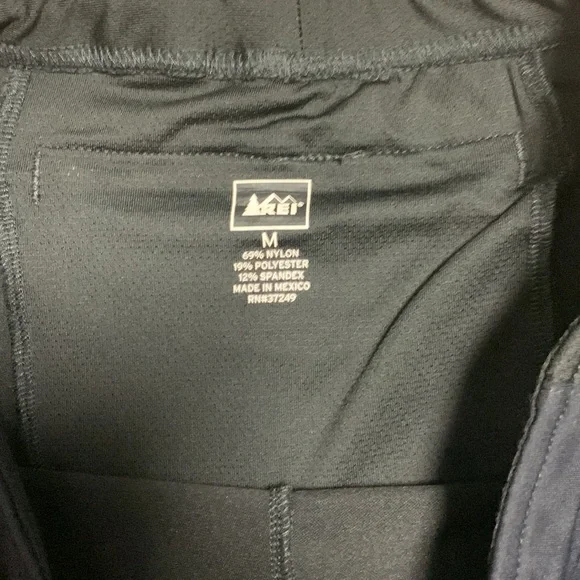 REI
M
69% NYLON
19% POLYESTER
12% SPANDEX
MADE IN MEXICO
RN#37249